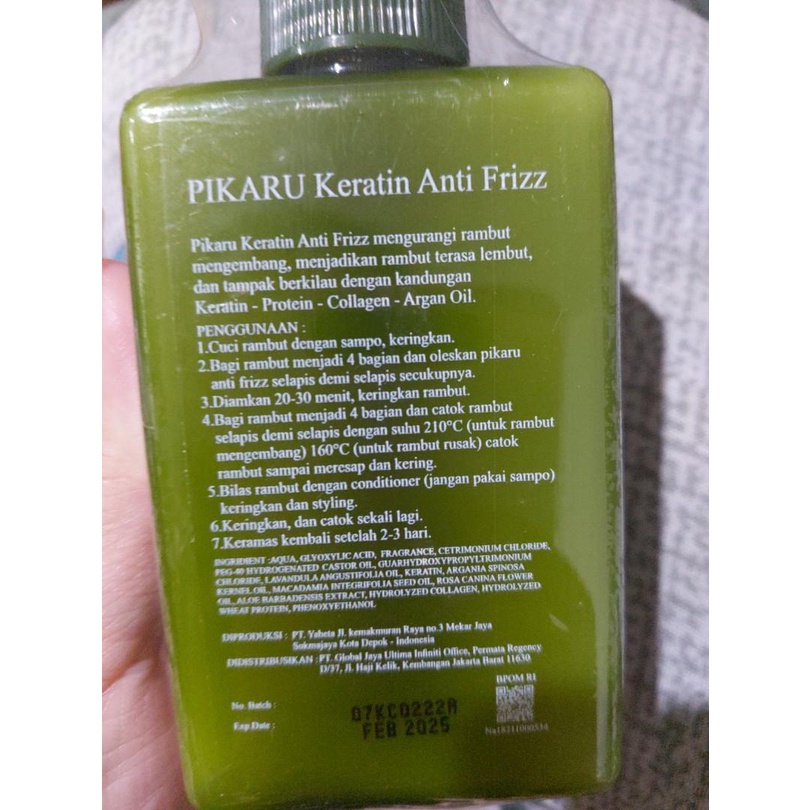 PIKARU Keratin Anti Frizz
Pikaru Keratin Anti Frizz mengurangi rambut
mengembang, menjadikan rambut terasa lembut,
dan tampak berkilau dengan kandungan
Keratin - Protein - Collagen - Argan Oil.
PENGGUNAAN :
1.Cuci rambut dengan sampo, keringkan.
2.Bagi rambut menjadi 4 bagian dan oleskan pikaru
anti frizz selapis demi selapis secukupnya.
3.Diamkan 20-30 menit, keringkan rambut.
4.Bagi rambut menjadi 4 bagian dan catok rambut
selapis demi selapis dengan suhu 210°C (untuk rambut
mengembang) 160°C (untuk rambut rusak) catok
rambut sampai meresap dan kering.
5.Bilas rambut dengan conditioner (jangan pakai sampo)
keringkan dan styling.
6.Keringkan, dan catok sekali lagi.
7.Keramas kembali setelah 2-3 hari.
INGRIDIENT :AQUA, GLYOXYLIC ACID, FRAGRANCE, CETRIMONIUM CHLORIDE,
PEG-40 HYDROGENATED CASTOR OIL, GUARHYDROXYPROPYLTRIMONIUM
CHLORIDE, LAVANDULA ANGUSTIFOLIA OIL, KERATIN, ARGANIA SPINOSA
KERNEL OIL, MACADAMIA INTEGRIFOLIA SEED OIL, ROSA CANINA FLOWER
OIL, ALOE BARBADENSIS EXTRACT, HYDROLYZED COLLAGEN, HYDROLYZED
WHEAT PROTEIN, PHENOXYETHANOL
DIPRODUKSI : PT. Yabeta Jl. kemakmuran Raya no.3 Mekar Jaya
Sukmajaya Kota Depok - Indonesia
DIDISTRIBUSIKAN : PT. Global Jaya Ultima Infiniti Office, Permata Regency
D/37, Jl. Haji Kelik, Kembangan Jakarta Barat 11630
BPOM RI
No. Batch : 07KC0222A
Exp Date : FEB 2025